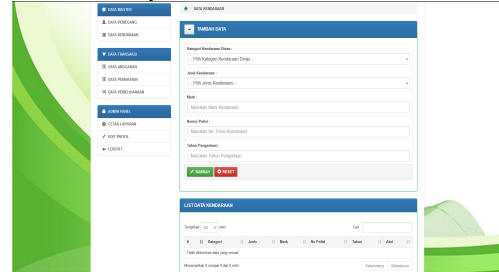 DATA MASTER
DATA PEMEGANG
DATA KENDARAAN
DATA TRANSAKSI
DATA ANGGARAN
DATA PEMAKAIAN
DATA PEMELIHARAAN
ADMIN PANEL
CETAK LAPORAN
EDIT PROFIL
LOGOUT
DATA KENDARAAN
TAMBAH DATA
Kategori Kendaraan Dinas :
- Pilih Kategori Kendaraan Dinas -
Jenis Kendaraan :
- Pilih Jenis Kendaraan -
Merk :
Masukan Merk Kendaraan
Nomor Polisi :
Masukan No. Polisi Kendaraan
Tahun Pengadaan :
Masukan Tahun Pengadaan
TAMBAH RESET
LIST DATA KENDARAAN
Tampilkan 10 entri
Cari:
# Kategori Jenis Merk No Polisi Tahun Aksi
Tidak ditemukan data yang sesuai
Menampilkan 0 sampai 0 dari 0 entri
Sebelumnya Selanjutnya